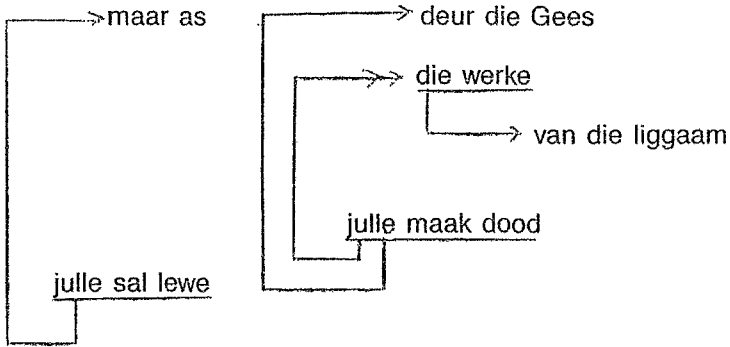 maar as
deur die Gees
die werke
van die liggaam
julle maak dood
julle sal lewe